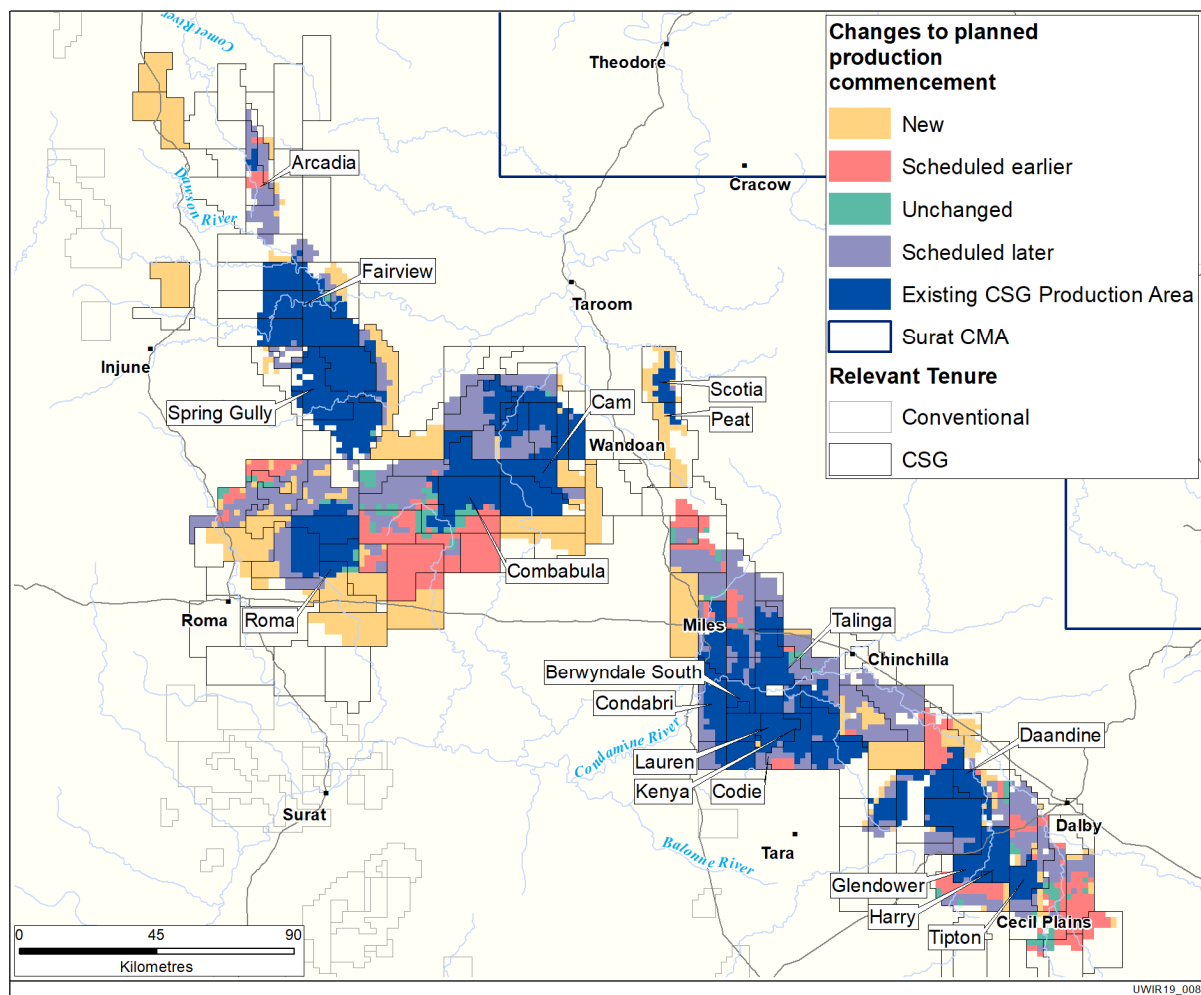 Comet River
Theodore
Cracow
Arcadia
Dawson River
Fairview
Taroom
Injune
Spring Gully
Cam
Scotia
Peat
Wandoan
Combabula
Roma
Roma
Miles
Talinga
Chinchilla
Berwyndale South
Condabri
Condamine River
Lauren
Kenya
Codie
Daandine
Surat
Dalby
Tara
Balonne River
Glendower
Harry
Tipton
Cecil Plains
Changes to planned
production
commencement
New
Scheduled earlier
Unchanged
Scheduled later
Existing CSG Production Area
Surat CMA
Relevant Tenure
Conventional
CSG
0 45 90
Kilometres
UWIR19_008